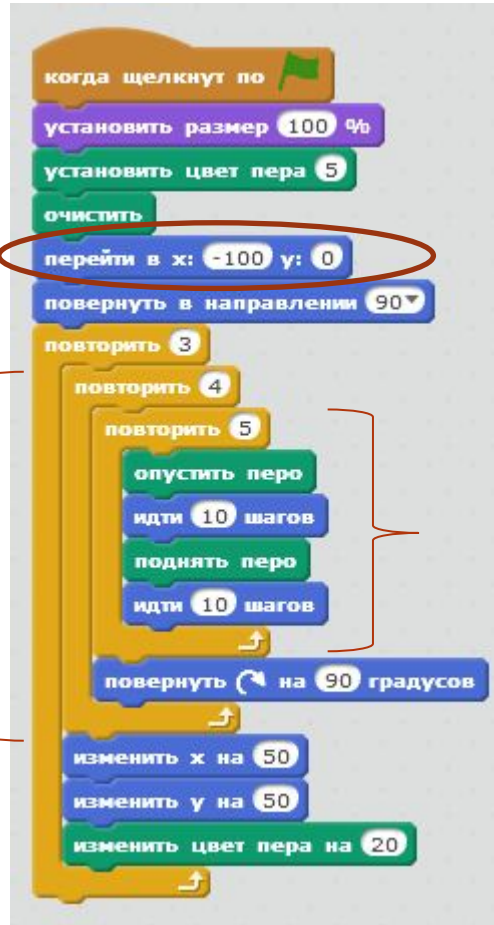 когда щелкнут по
установить размер 100 %
установить цвет пера 5
очистить
перейти в x: -100 y: 0
повернуть в направлении 90
повторить 3
повторить 4
повторить 5
опустить перо
идти 10 шагов
поднять перо
идти 10 шагов
повернуть на 90 градусов
изменить x на 50
изменить y на 50
изменить цвет пера на 20